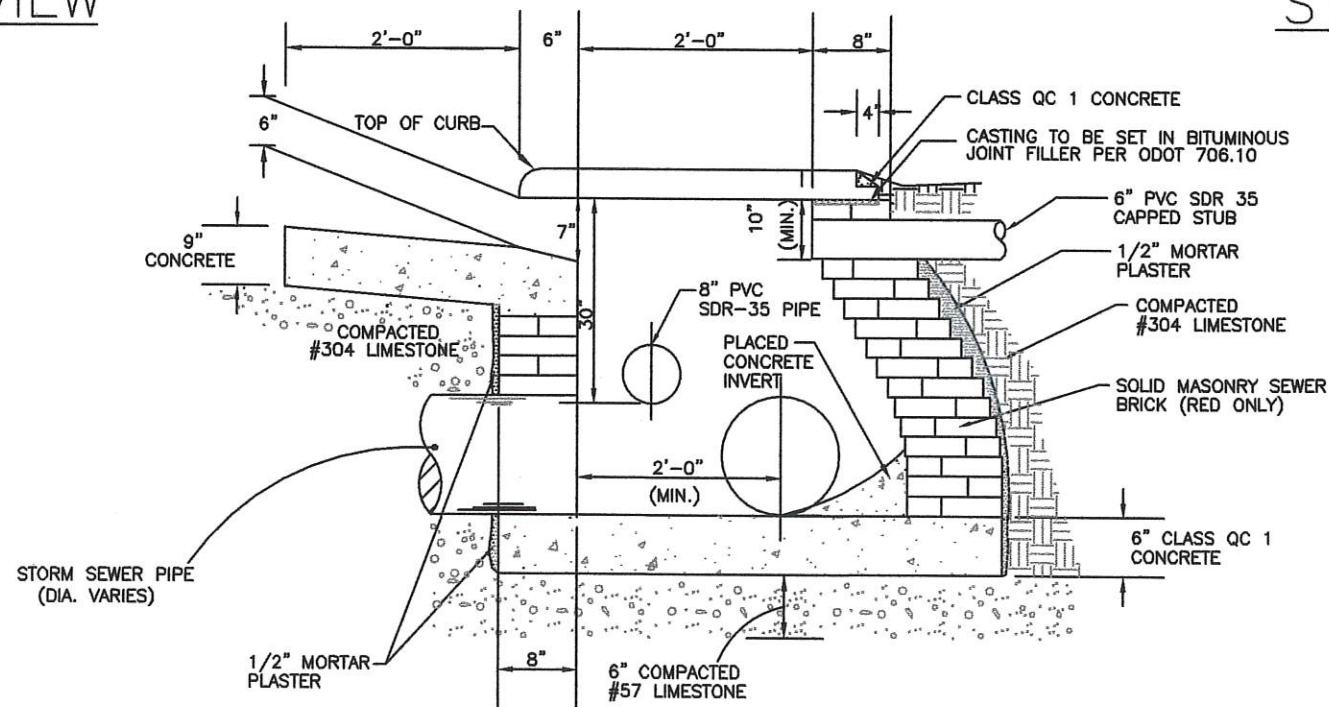 VIEW
S
2'-0"
6"
2'-0"
8"
4"
CLASS QC 1 CONCRETE
6"
TOP OF CURB
CASTING TO BE SET IN BITUMINOUS
JOINT FILLER PER ODOT 706.10
10"
(MIN.)
6" PVC SDR 35
CAPPED STUB
9"
CONCRETE
7"
1/2" MORTAR
PLASTER
30"
8" PVC
SDR-35 PIPE
COMPACTED
#304 LIMESTONE
COMPACTED
#304 LIMESTONE
PLACED
CONCRETE
INVERT
SOLID MASONRY SEWER
BRICK (RED ONLY)
2'-0"
(MIN.)
6" CLASS QC 1
CONCRETE
STORM SEWER PIPE
(DIA. VARIES)
1/2" MORTAR
PLASTER
8"
6" COMPACTED
#57 LIMESTONE